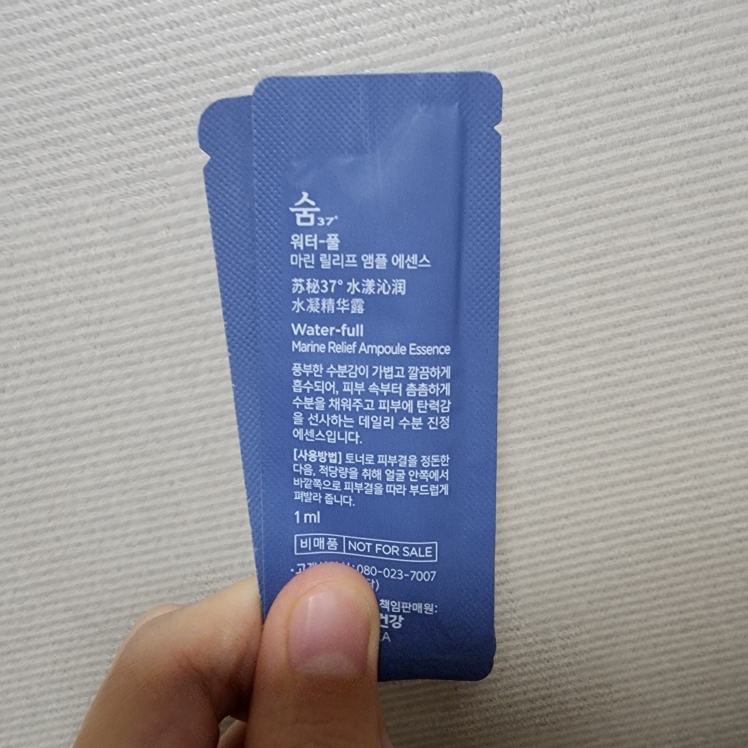 숨37°
워터-풀
마린 릴리프 앰플 에센스
苏秘37° 水漾沁润
水凝精华露
Water-full
Marine Relief Ampoule Essence
풍부한 수분감이 가볍고 깔끔하게
흡수되어, 피부 속부터 촘촘하게
수분을 채워주고 피부에 탄력감
을 선사하는 데일리 수분 진정
에센스입니다.
[사용방법] 토너로 피부결을 정돈한
다음, 적당량을 취해 얼굴 안쪽에서
바깥쪽으로 피부결을 따라 부드럽게
펴발라 줍니다.
1 ml
비매품 NOT FOR SALE
080-023-7007
책임판매원:
건강